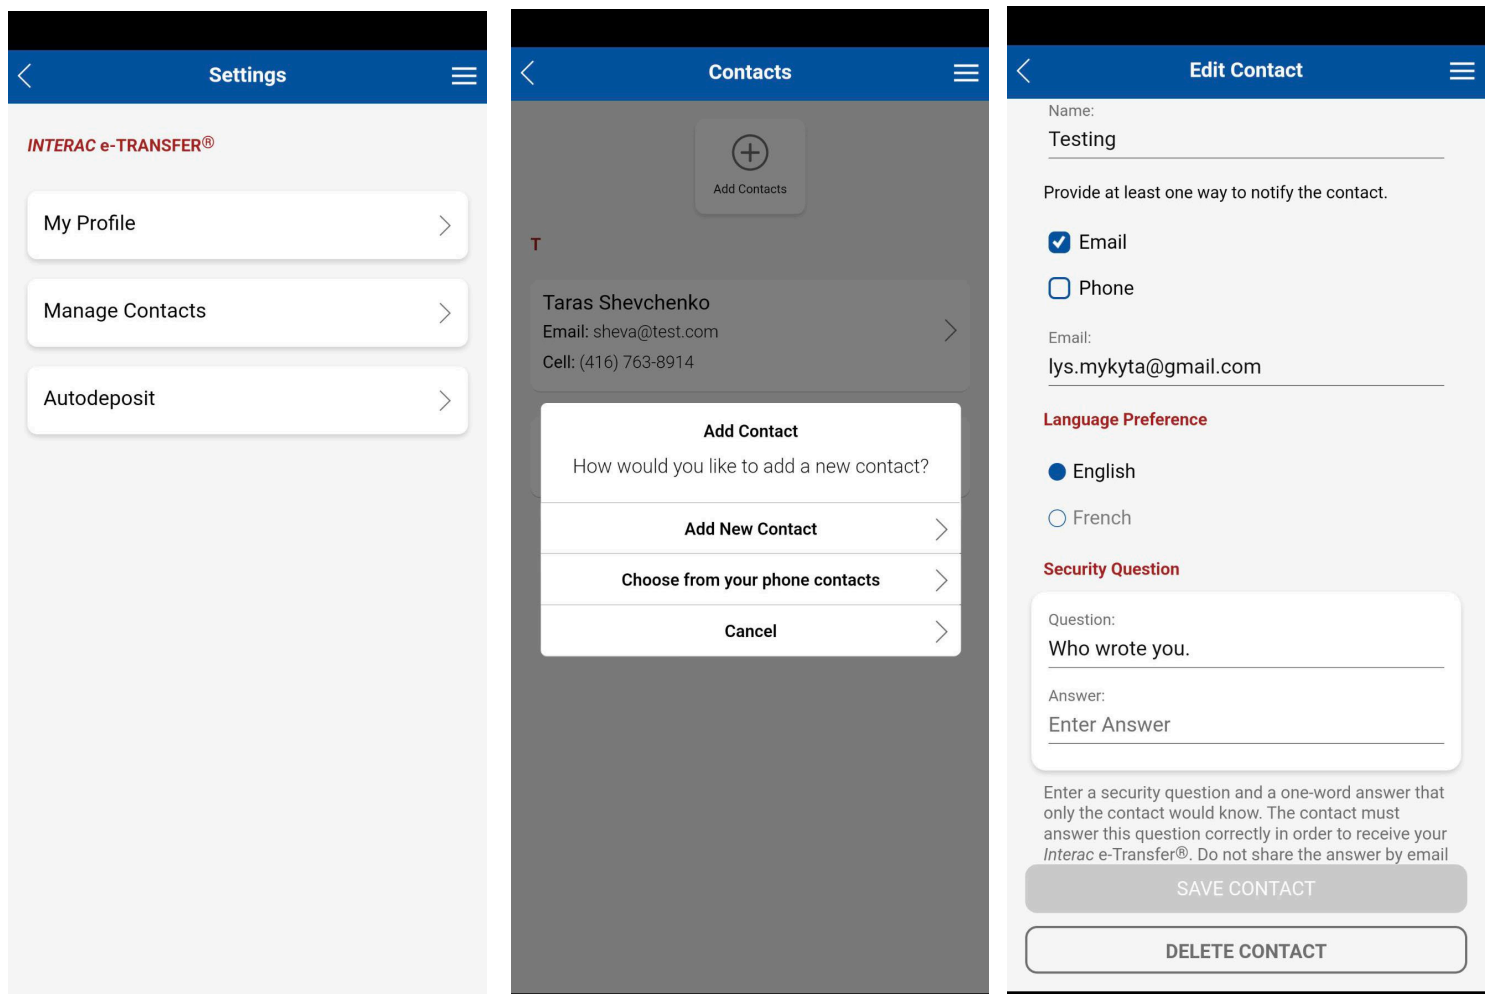 Settings
INTERAC e-TRANSFER®
My Profile
Manage Contacts
Autodeposit
Contacts
Add Contacts
T
Taras Shevchenko
Email: sheva@test.com
Cell: (416) 763-8914
Add Contact
How would you like to add a new contact?
Add New Contact
Choose from your phone contacts
Cancel
Edit Contact
Name:
Testing
Provide at least one way to notify the contact.
Email
Phone
Email:
lys.mykyta@gmail.com
Language Preference
English
French
Security Question
Question:
Who wrote you.
Answer:
Enter Answer
Enter a security question and a one-word answer that
only the contact would know. The contact must
answer this question correctly in order to receive your
Interac e-Transfer®. Do not share the answer by email
SAVE CONTACT
DELETE CONTACT